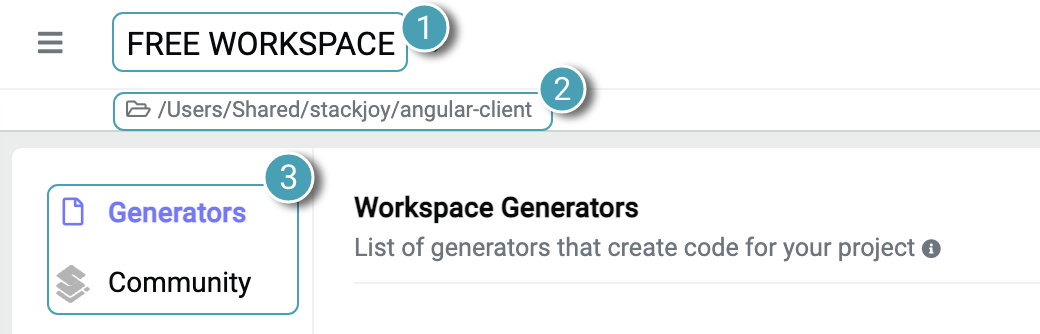 FREE WORKSPACE 1
/Users/Shared/stackjoy/angular-client 2
3
Generators
Community
Workspace Generators
List of generators that create code for your project